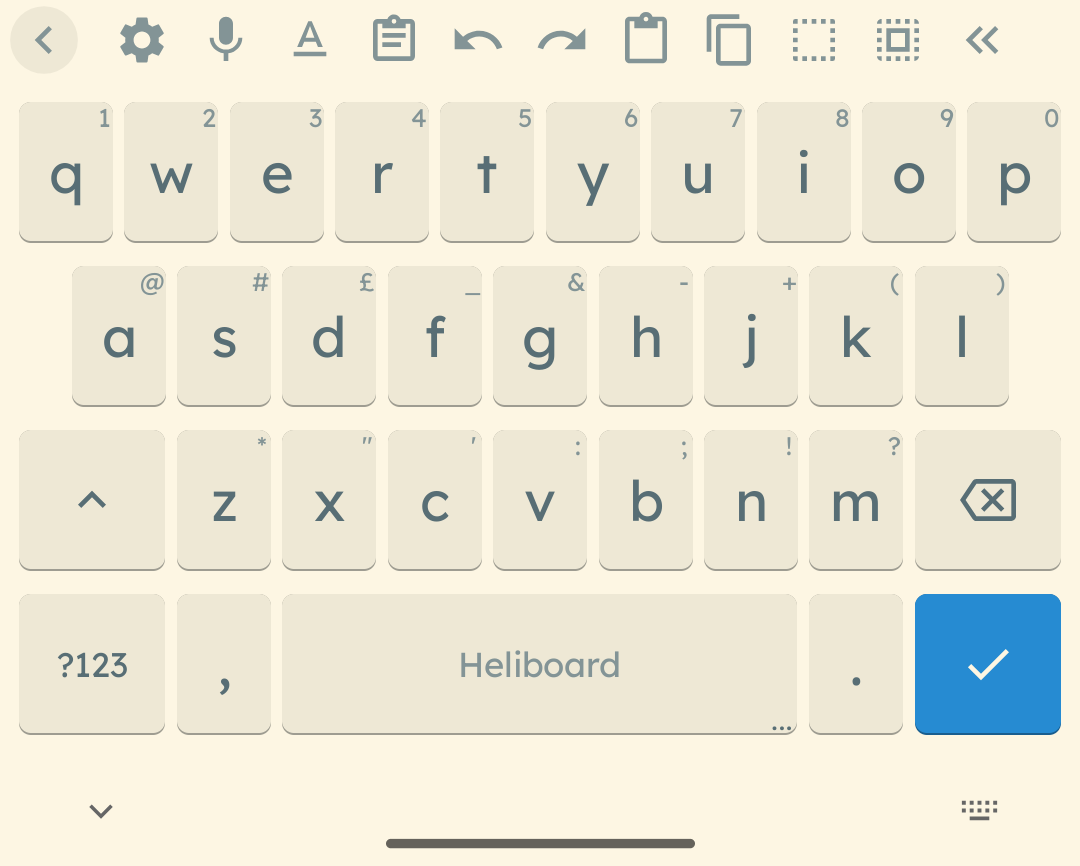 A
1 2 3 4 5 6 7 8 9 0
q w e r t y u i o p
@ # £ _ & - + ( )
a s d f g h j k l
* " ' : ; ! ?
z x c v b n m
?123 , Heliboard .
...